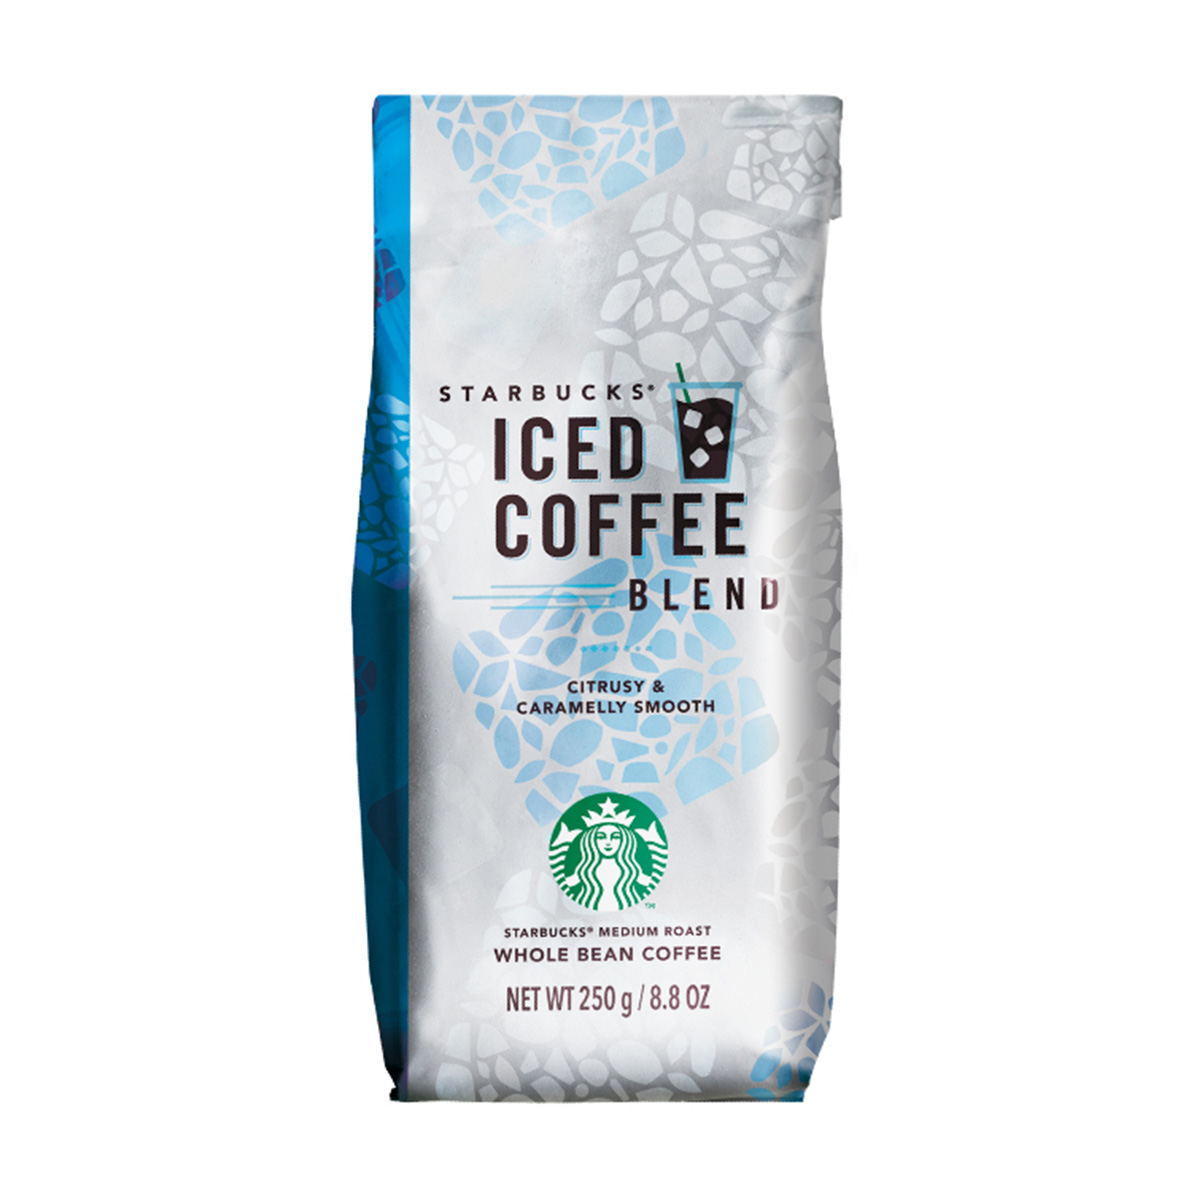 STARBUCKS®
ICED
COFFEE
BLEND
CITRUSY &
CARAMELLY SMOOTH
TM
STARBUCKS® MEDIUM ROAST
WHOLE BEAN COFFEE
NET WT 250 g / 8.8 OZ